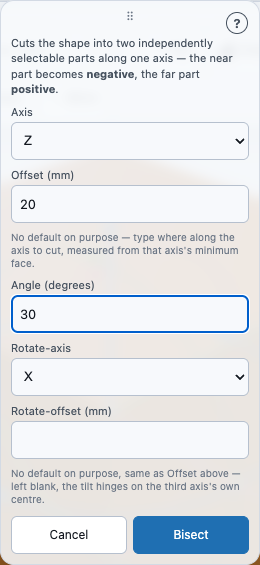 ?
Cuts the shape into two independently
selectable parts along one axis — the near
part becomes negative, the far part
positive.
Axis
Z
Offset (mm)
20
No default on purpose — type where along the
axis to cut, measured from that axis's minimum
face.
Angle (degrees)
30
Rotate-axis
X
Rotate-offset (mm)
No default on purpose, same as Offset above —
left blank, the tilt hinges on the third axis's own
centre.
Cancel
Bisect